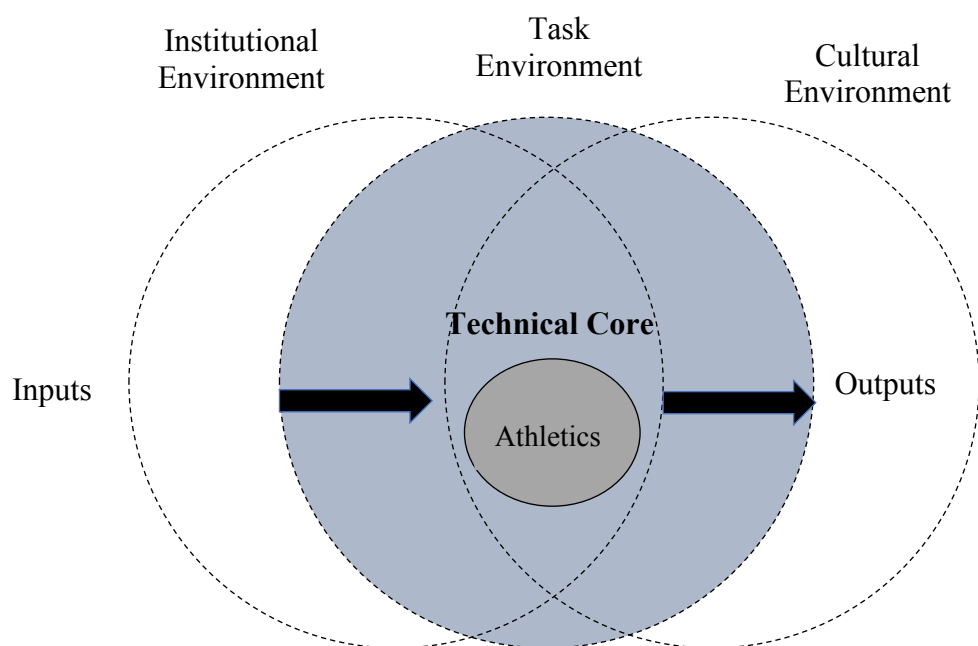 Institutional
Environment
Task
Environment
Cultural
Environment
Technical Core
Inputs
Outputs
Athletics